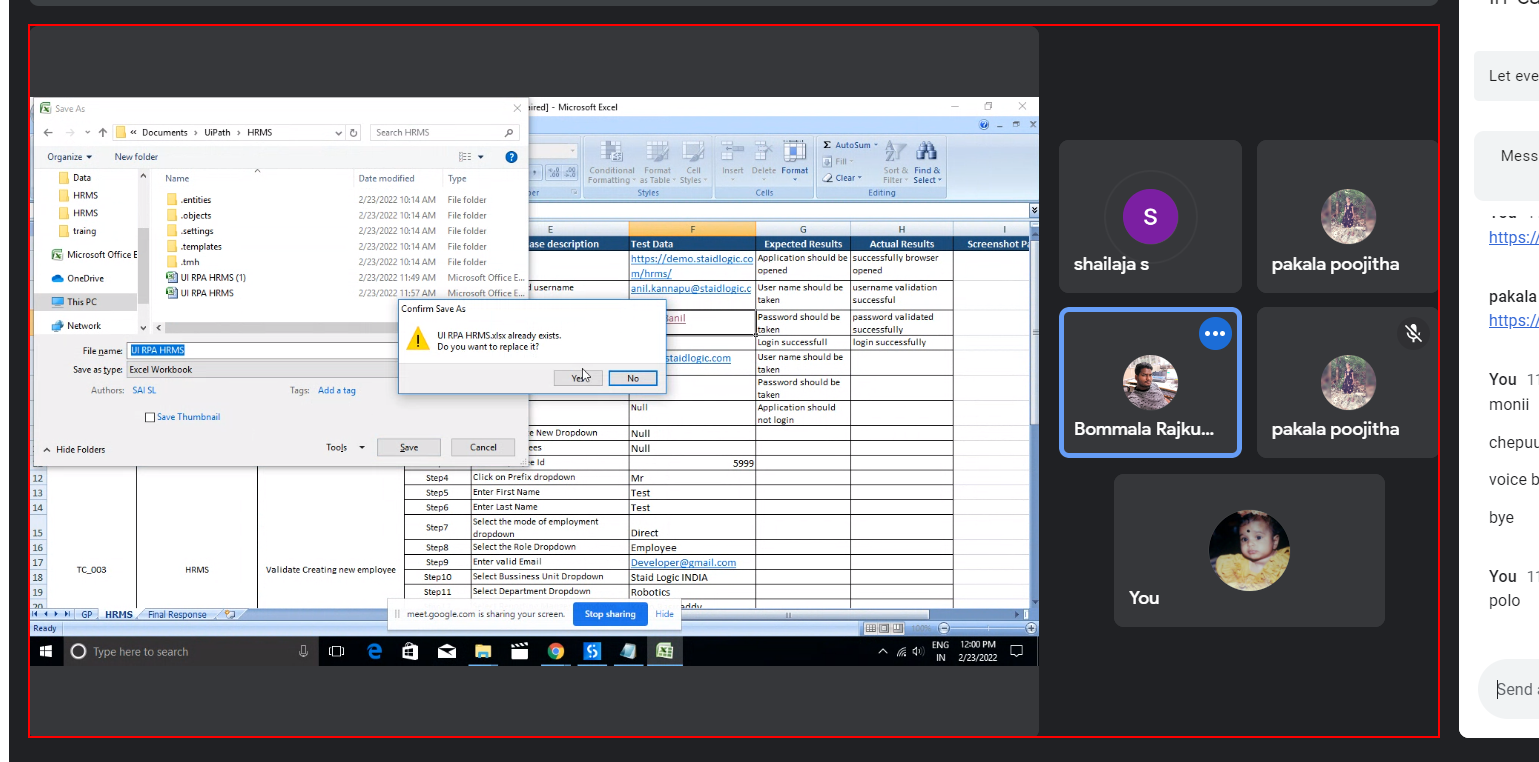 Save As
Documents › UiPath › HRMS
Search HRMS
Organize
New folder
Data
HRMS
HRMS
traing
Microsoft Office E
OneDrive
This PC
Network
Name Date modified Type
.entities 2/23/2022 10:14 AM File folder
.objects 2/23/2022 10:14 AM File folder
.settings 2/23/2022 10:14 AM File folder
.templates 2/23/2022 10:14 AM File folder
.tmh 2/23/2022 10:14 AM File folder
UI RPA HRMS (1) 2/23/2022 11:49 AM Microsoft Office E...
UI RPA HRMS 2/23/2022 11:57 AM Microsoft Office E...
File name: UI RPA HRMS
Save as type: Excel Workbook
Authors: SAI SL
Tags: Add a tag
Save Thumbnail
Hide Folders
Tools
Save
Cancel
Confirm Save As
UI RPA HRMS.xlsx already exists.
Do you want to replace it?
Yes
No
ired] - Microsoft Excel
Conditional Formatting
Format as Table
Cell Styles
Styles
Insert Delete Format
Cells
Σ AutoSum
Fill
Clear
Sort & Filter
Find & Select
Editing
E F G H I
ase description Test Data Expected Results Actual Results Screenshot Pa
https://demo.staidlogic.co
m/hrms/
Application should be
opened
successfully browser
opened
username
anil.kannapu@staidlogic.c
User name should be
taken
username validation
successful
anil
Password should be
taken
password validated
successfully
Login successfull
login successfully
staidlogic.com
User name should be
taken
Password should be
taken
Null
Application should
not login
e New Dropdown Null
ees Null
ee Id 5999
12 Step4 Click on Prefix dropdown Mr
13 Step5 Enter First Name Test
14 Step6 Enter Last Name Test
15 Step7 Select the mode of employment
dropdown Direct
16 Step8 Select the Role Dropdown Employee
17 Step9 Enter valid Email Developer@gmail.com
TC_003 HRMS Validate Creating new employee
18 Step10 Select Bussiness Unit Dropdown Staid Logic INDIA
19 Step11 Select Department Dropdown Robotics
20
GP HRMS Final Response
meet.google.com is sharing your screen.
Stop sharing
Hide
Ready
100%
Type here to search
ENG
IN
12:00 PM
2/23/2022
S
shailaja s
pakala poojitha
Bommala Rajku...
pakala poojitha
You
Let eve
Mess
https://
pakala
https://
You 11
monii
chepuu
voice b
bye
You 11
polo
Send a